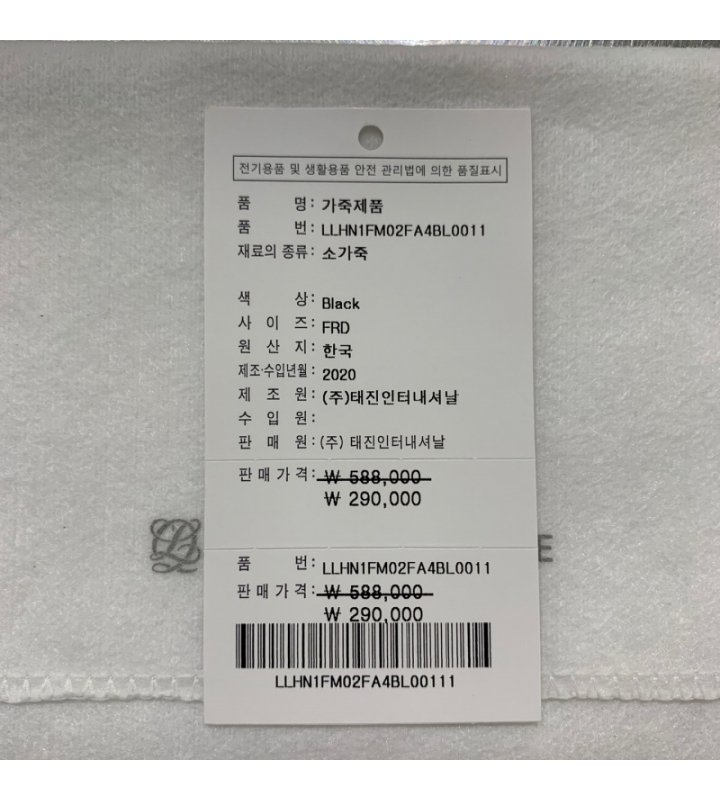 전기용품 및 생활용품 안전 관리법에 의한 품질표시
품 명: 가죽제품
품 번: LLHN1FM02FA4BL0011
재료의 종류: 소가죽
색 상: Black
사 이 즈: FRD
원 산 지: 한국
제조·수입년월: 2020
제 조 원: (주)태진인터내셔날
수 입 원:
판 매 원: (주) 태진인터내셔날
판 매 가 격: ₩ 588,000
₩ 290,000
E
품 번: LLHN1FM02FA4BL0011
판 매 가 격: ₩ 588,000
₩ 290,000
LLHN1FM02FA4BL00111